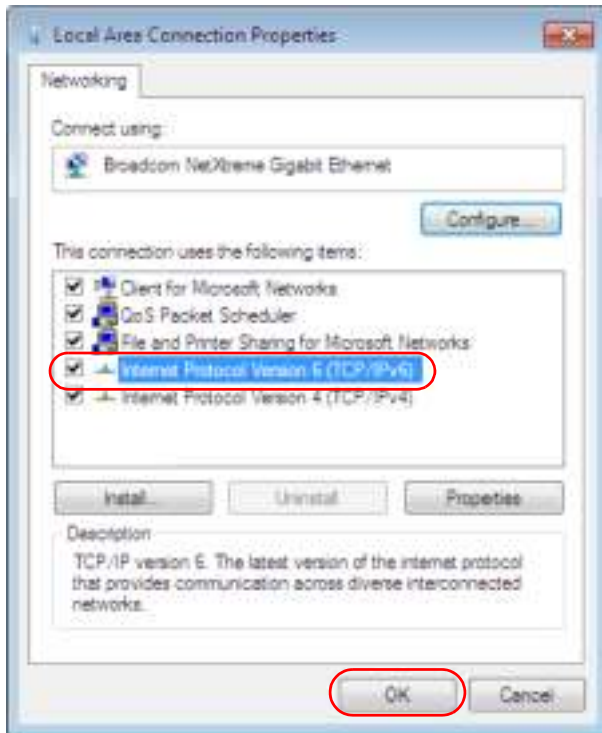 Local Area Connection Properties
Networking
Connect using:
Broadcom NetXtreme Gigabit Ethernet
Configure...
This connection uses the following items:
Client for Microsoft Networks
QoS Packet Scheduler
File and Printer Sharing for Microsoft Networks
Internet Protocol Version 6 (TCP/IPv6)
Internet Protocol Version 4 (TCP/IPv4)
Install...
Uninstall
Properties
Description
TCP/IP version 6. The latest version of the internet protocol
that provides communication across diverse interconnected
networks.
OK
Cancel